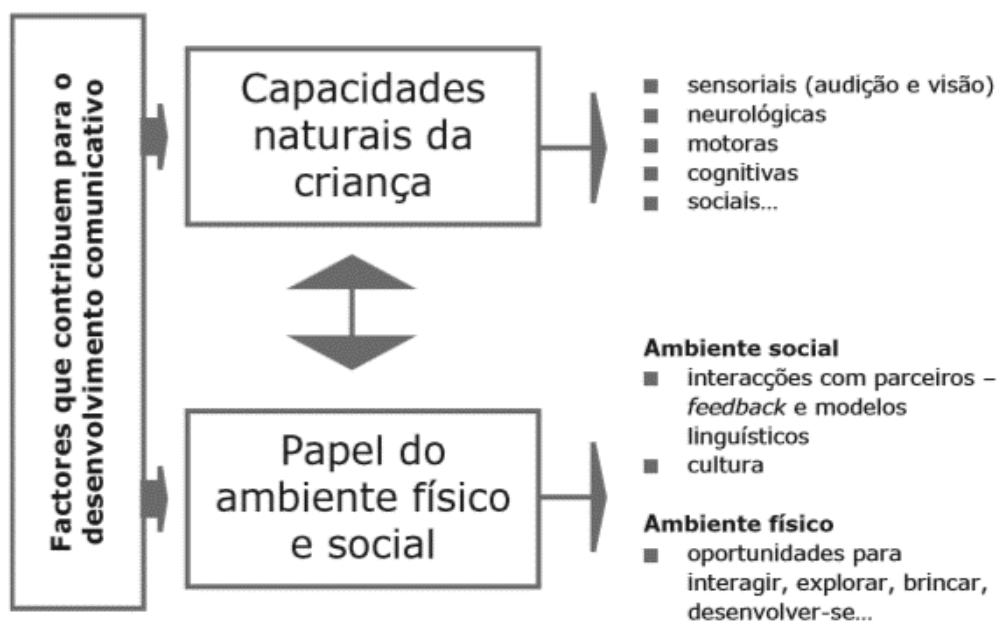 Factores que contribuem para o
desenvolvimento comunicativo
Capacidades
naturais da
criança
■ sensoriais (audição e visão)
■ neurológicas
■ motoras
■ cognitivas
■ sociais...
Papel do
ambiente físico
e social
Ambiente social
■ interacções com parceiros –
feedback e modelos
linguísticos
■ cultura
Ambiente físico
■ oportunidades para
interagir, explorar, brincar,
desenvolver-se...